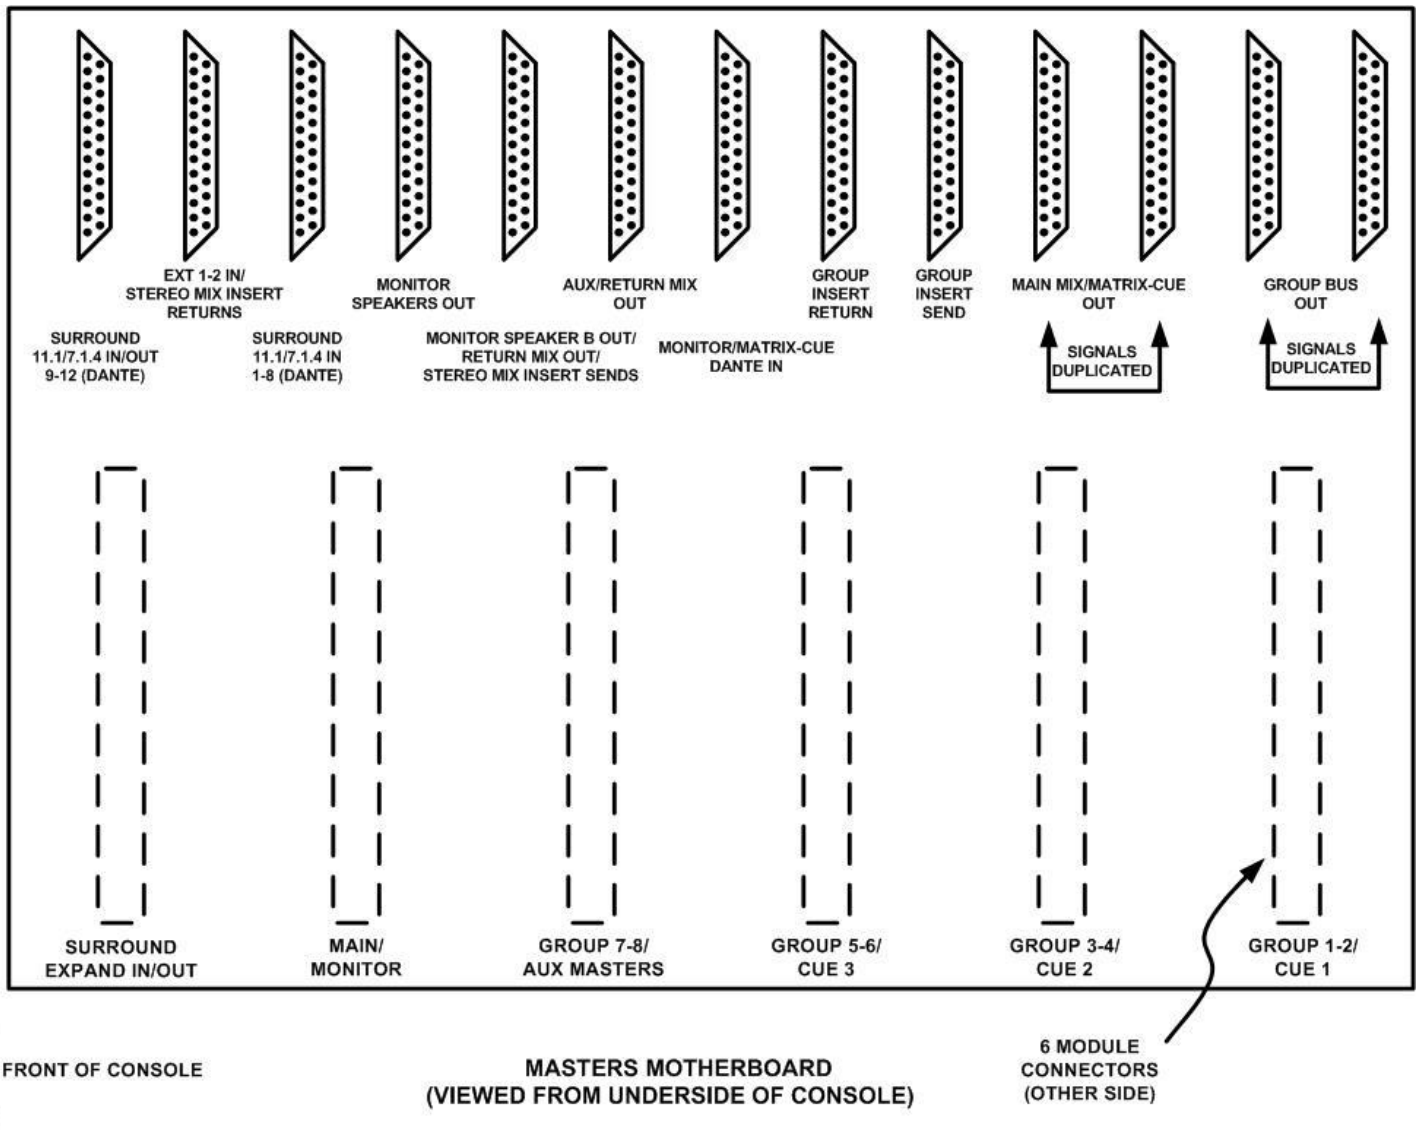 EXT 1-2 IN/
STEREO MIX INSERT
RETURNS
MONITOR
SPEAKERS OUT
AUX/RETURN MIX
OUT
GROUP
INSERT
RETURN
GROUP
INSERT
SEND
MAIN MIX/MATRIX-CUE
OUT
GROUP BUS
OUT
SURROUND
11.1/7.1.4 IN/OUT
9-12 (DANTE)
SURROUND
11.1/7.1.4 IN
1-8 (DANTE)
MONITOR SPEAKER B OUT/
RETURN MIX OUT/
STEREO MIX INSERT SENDS
MONITOR/MATRIX-CUE
DANTE IN
SIGNALS
DUPLICATED
SIGNALS
DUPLICATED
SURROUND
EXPAND IN/OUT
MAIN/
MONITOR
GROUP 7-8/
AUX MASTERS
GROUP 5-6/
CUE 3
GROUP 3-4/
CUE 2
GROUP 1-2/
CUE 1
FRONT OF CONSOLE
MASTERS MOTHERBOARD
(VIEWED FROM UNDERSIDE OF CONSOLE)
6 MODULE
CONNECTORS
(OTHER SIDE)